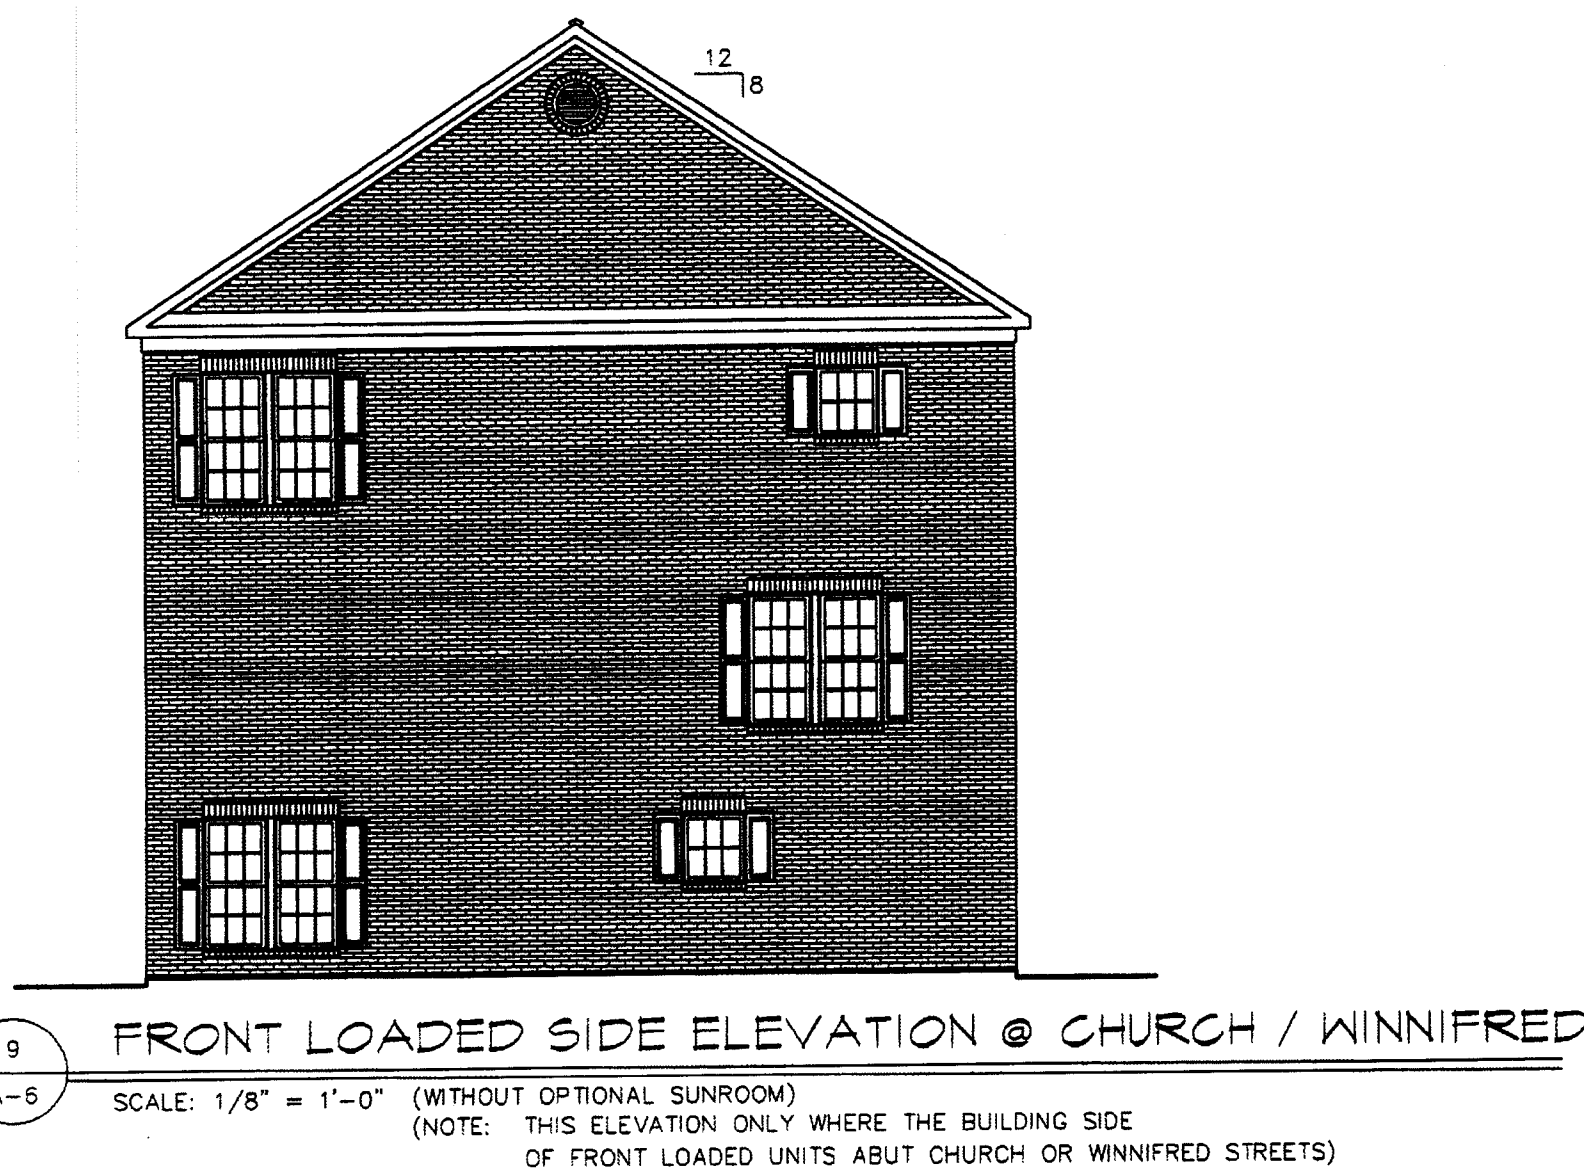 12
8
9
FRONT LOADED SIDE ELEVATION @ CHURCH / WINNIFRED
A-6
SCALE: 1/8" = 1'-0" (WITHOUT OPTIONAL SUNROOM)
(NOTE: THIS ELEVATION ONLY WHERE THE BUILDING SIDE
OF FRONT LOADED UNITS ABUT CHURCH OR WINNIFRED STREETS)